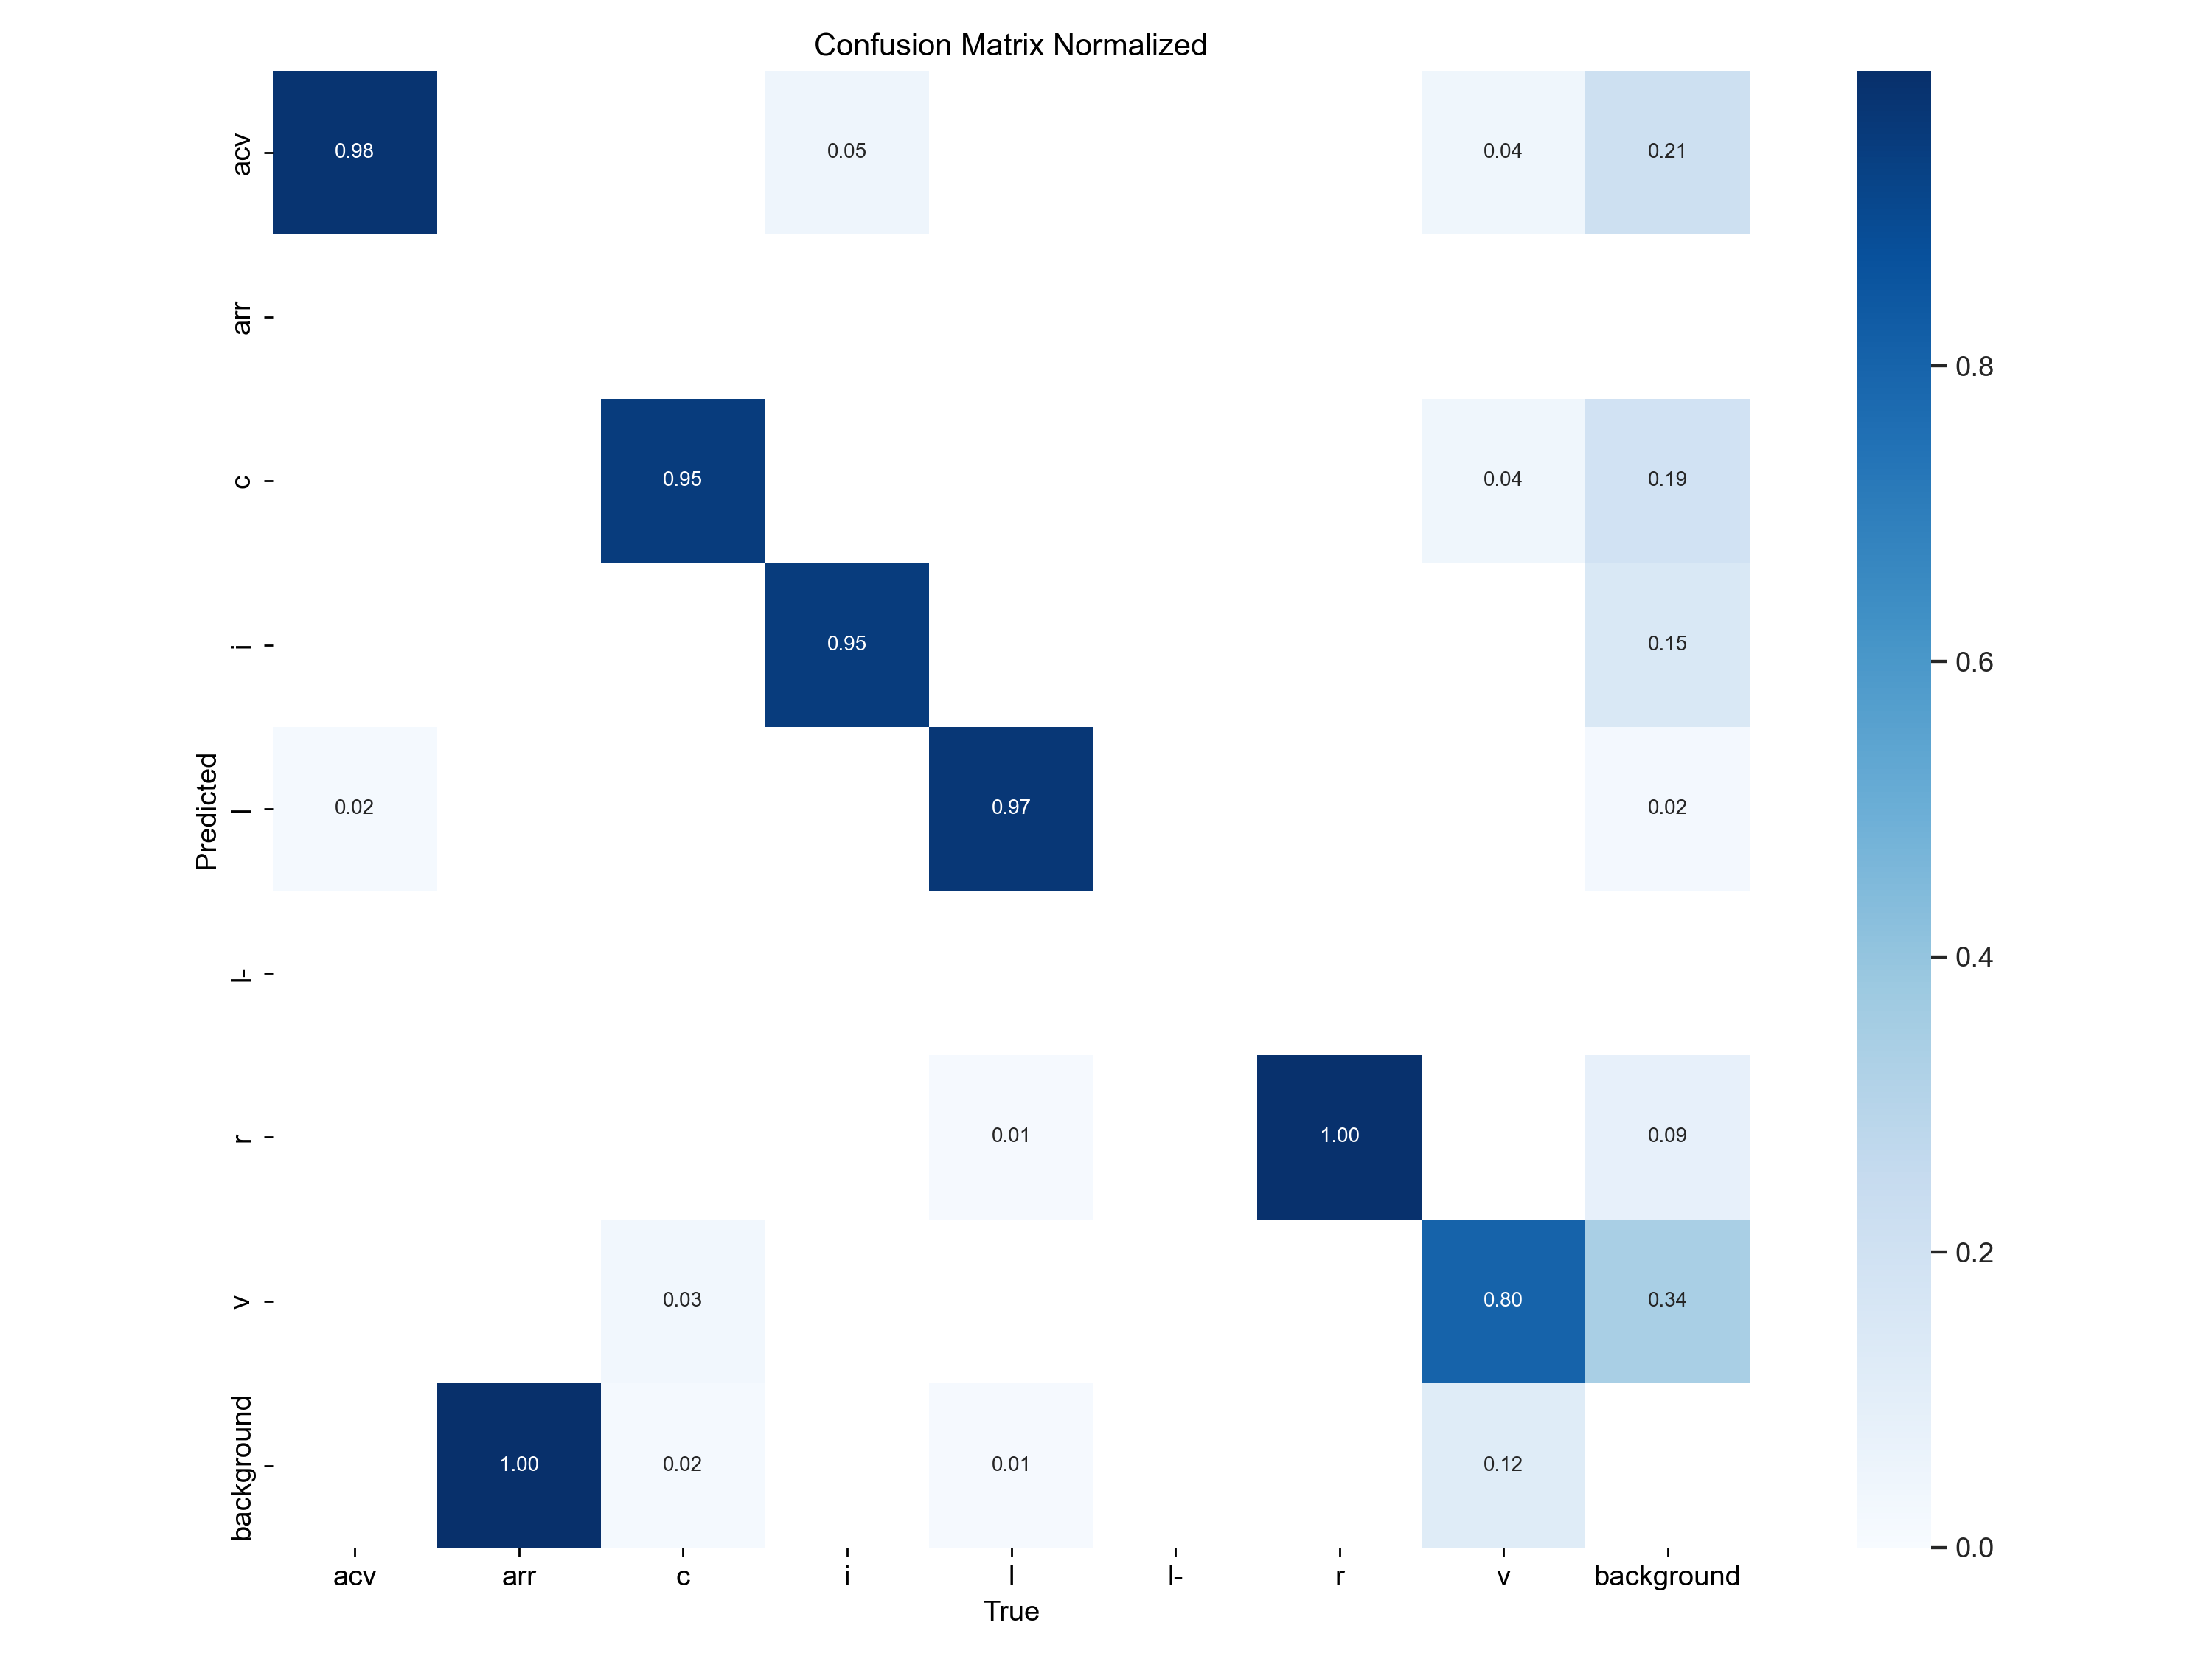 Confusion Matrix Normalized
acv 0.98 0.05 0.04 0.21
arr
c 0.95 0.04 0.19
i 0.95 0.15
l 0.02 0.97 0.02
l-
r 0.01 1.00 0.09
v 0.03 0.80 0.34
background 1.00 0.02 0.01 0.12
Predicted
acv arr c i l l- r v background
True
0.8
0.6
0.4
0.2
0.0